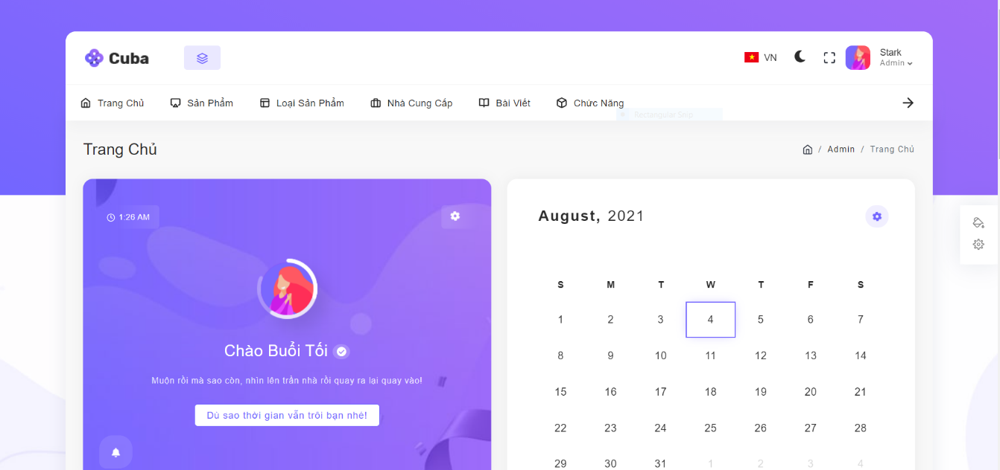 Cuba
VN
Stark
Admin
Trang Chủ
Sản Phẩm
Loại Sản Phẩm
Nhà Cung Cấp
Bài Viết
Chức Năng
Rectangular Snip
Trang Chủ
/ Admin / Trang Chủ
1:26 AM
Chào Buổi Tối
Muộn rồi mà sao còn, nhìn lên trần nhà rồi quay ra lại quay vào!
Dù sao thời gian vẫn trôi bạn nhé!
August, 2021
S M T W T F S
1 2 3 4 5 6 7
8 9 10 11 12 13 14
15 16 17 18 19 20 21
22 23 24 25 26 27 28
29 30 31 1 2 3 4